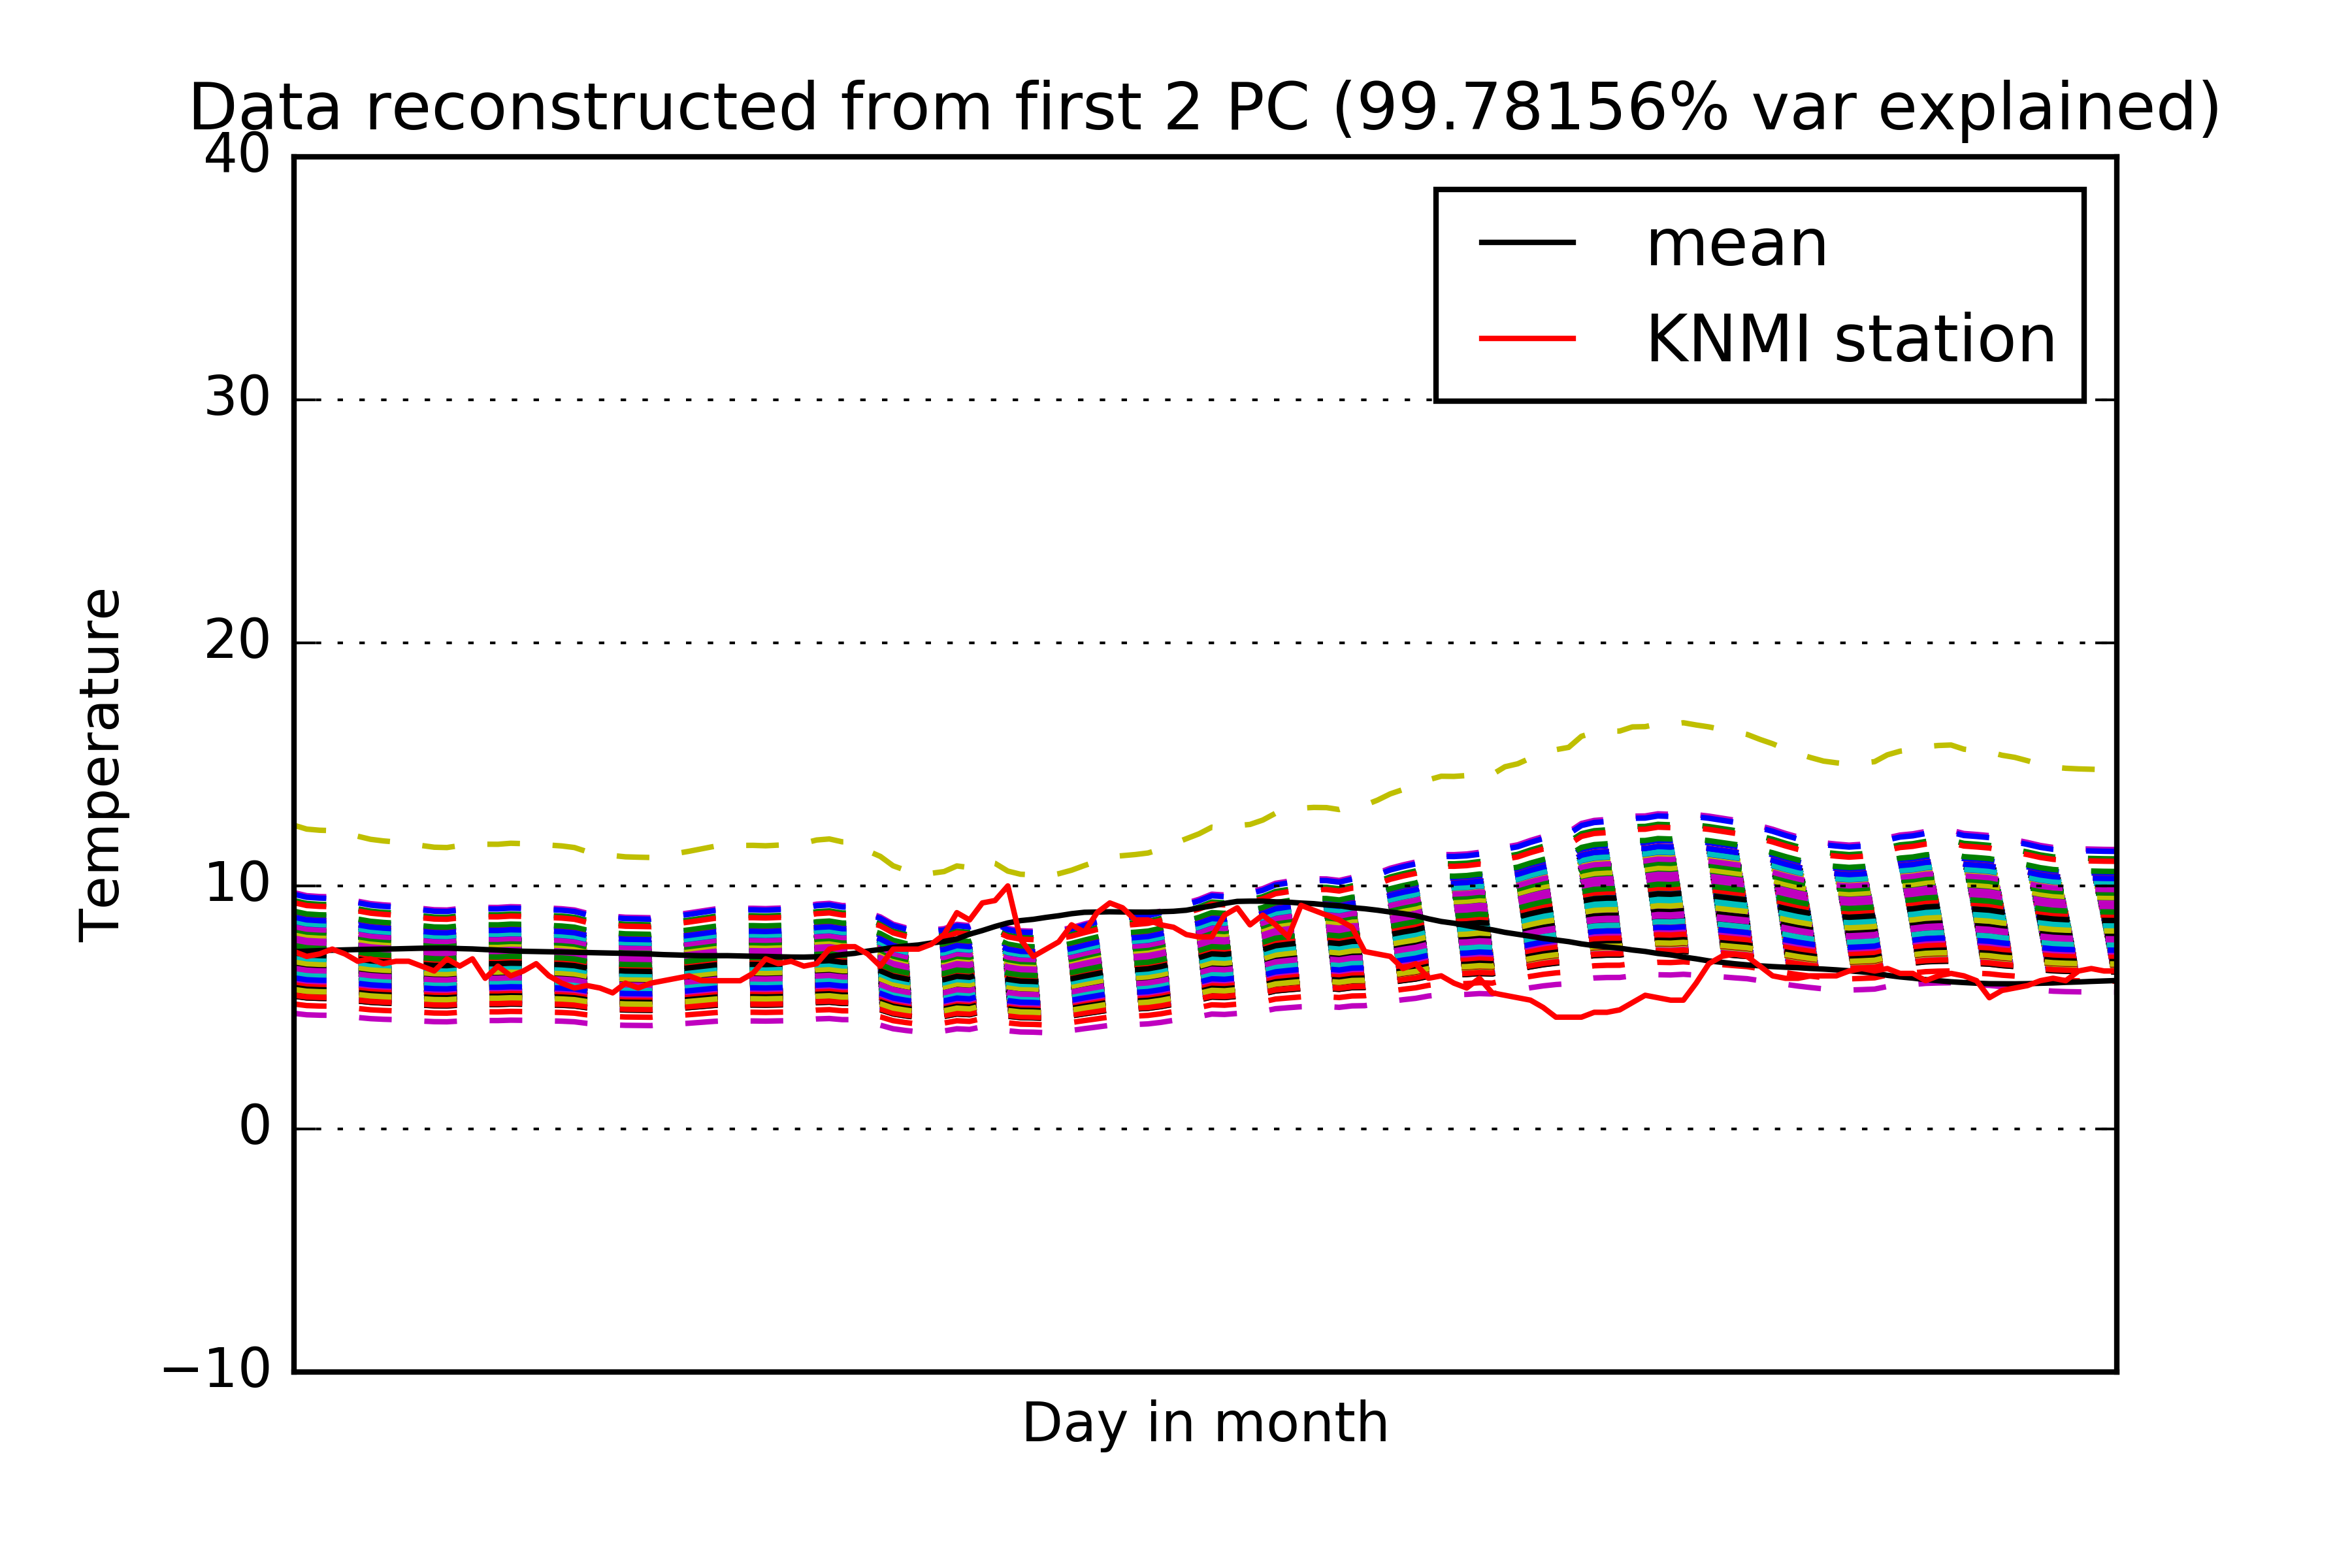 Data reconstructed from first 2 PC (99.78156% var explained)
40
30
20
10
0
−10
Temperature
mean
KNMI station
Day in month